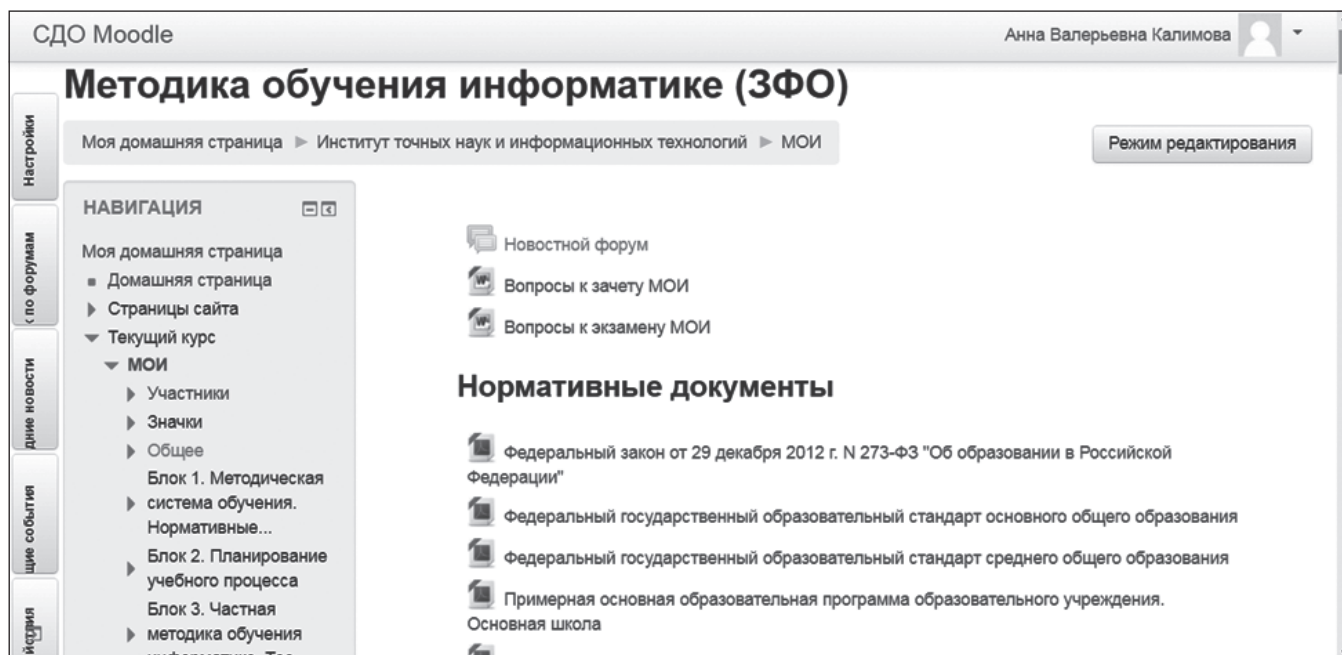 СДО Moodle
Анна Валерьевна Калимова
Методика обучения информатике (ЗФО)
Моя домашняя страница ▶ Институт точных наук и информационных технологий ▶ МОИ
Режим редактирования
Настройки
по форумам
дние новости
щие события
йствия
НАВИГАЦИЯ
Моя домашняя страница
Домашняя страница
Страницы сайта
Текущий курс
МОИ
Участники
Значки
Общее
Блок 1. Методическая
система обучения.
Нормативные...
Блок 2. Планирование
учебного процесса
Блок 3. Частная
методика обучения
Новостной форум
Вопросы к зачету МОИ
Вопросы к экзамену МОИ
Нормативные документы
Федеральный закон от 29 декабря 2012 г. N 273-ФЗ "Об образовании в Российской
Федерации"
Федеральный государственный образовательный стандарт основного общего образования
Федеральный государственный образовательный стандарт среднего общего образования
Примерная основная образовательная программа образовательного учреждения.
Основная школа